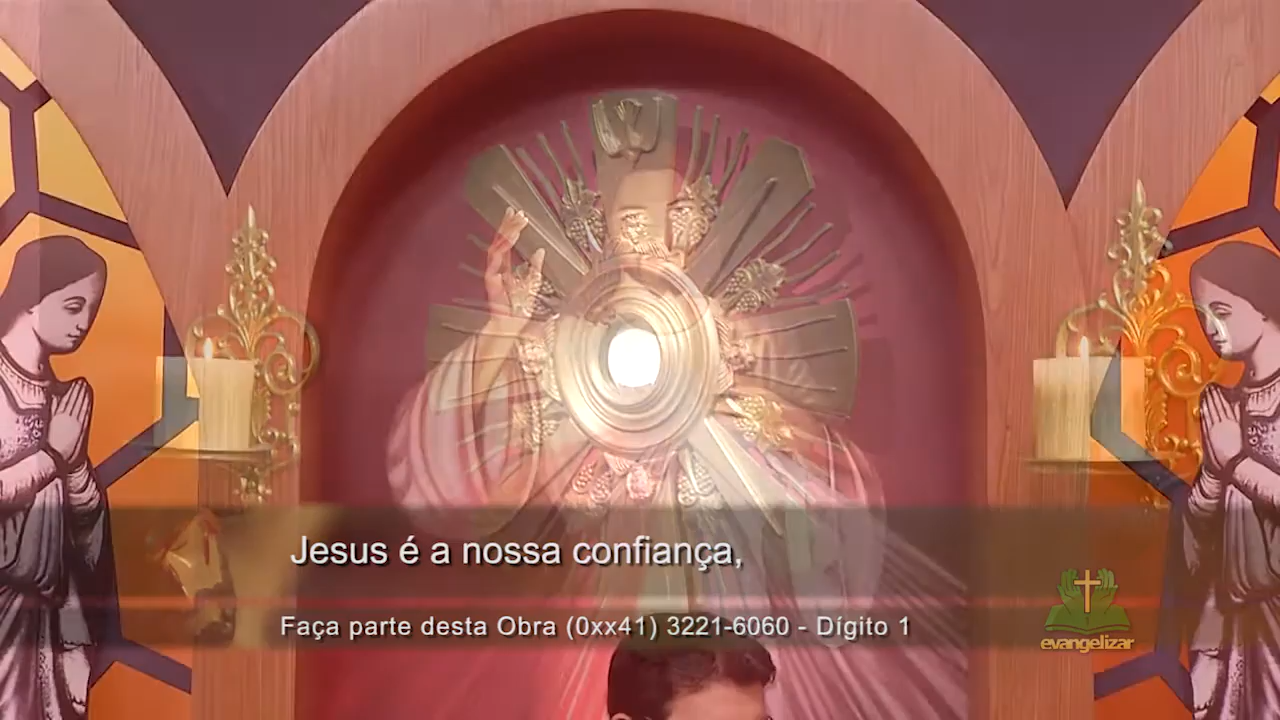 Jesus é a nossa confiança,
Faça parte desta Obra (0xx41) 3221-6060 - Dígito 1
evangelizar